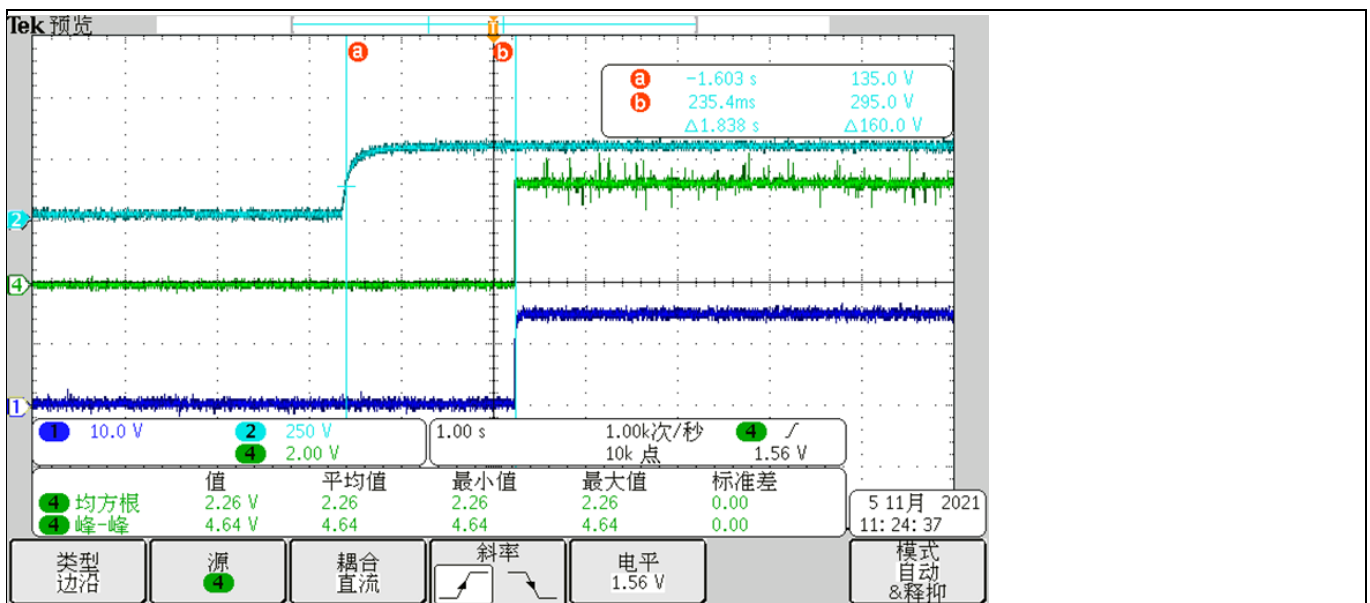 Tek 预览
a b
a −1.603 s 135.0 V
b 235.4ms 295.0 V
△1.838 s △160.0 V
2
4
1
1 10.0 V 2 250 V
4 2.00 V
1.00 s 1.00k次/秒 4
10k 点 1.56 V
值 平均值 最小值 最大值 标准差
4 均方根 2.26 V 2.26 2.26 2.26 0.00
4 峰-峰 4.64 V 4.64 4.64 4.64 0.00
5 11月 2021
11:24:37
类型
边沿
源
4
耦合
直流
斜率
电平
1.56 V
模式
自动
&释抑